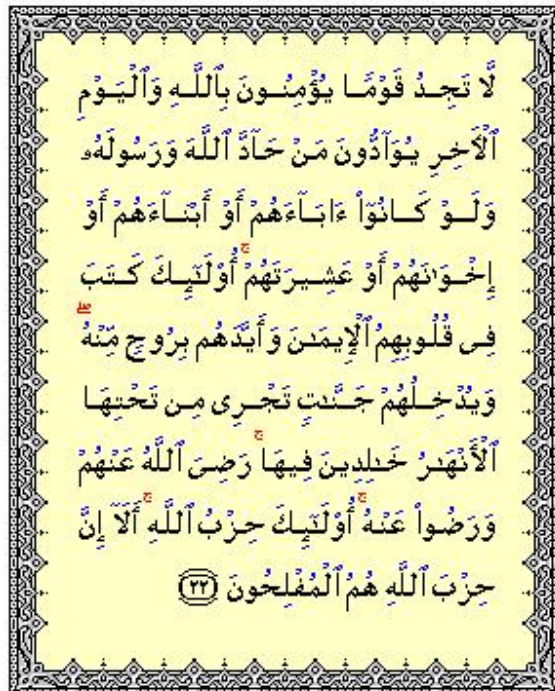 لَّا تَجِدُ قَوْمًا يُؤْمِنُونَ بِٱللَّهِ وَٱلْيَوْمِ
ٱلْـَٔاخِرِ يُوَآدُّونَ مَنْ حَآدَّ ٱللَّهَ وَرَسُولَهُۥ
وَلَوْ كَانُوٓا۟ ءَابَآءَهُمْ أَوْ أَبْنَآءَهُمْ أَوْ
إِخْوَٰنَهُمْ أَوْ عَشِيرَتَهُمْ ۚ أُو۟لَٰٓئِكَ كَتَبَ
فِى قُلُوبِهِمُ ٱلْإِيمَٰنَ وَأَيَّدَهُم بِرُوحٍ مِّنْهُ ۖ
وَيُدْخِلُهُمْ جَنَّٰتٍ تَجْرِى مِن تَحْتِهَا
ٱلْأَنْهَٰرُ خَٰلِدِينَ فِيهَا ۚ رَضِىَ ٱللَّهُ عَنْهُمْ
وَرَضُوا۟ عَنْهُ ۚ أُو۟لَٰٓئِكَ حِزْبُ ٱللَّهِ ۚ أَلَآ إِنَّ
حِزْبَ ٱللَّهِ هُمُ ٱلْمُفْلِحُونَ ﴿٢٢﴾